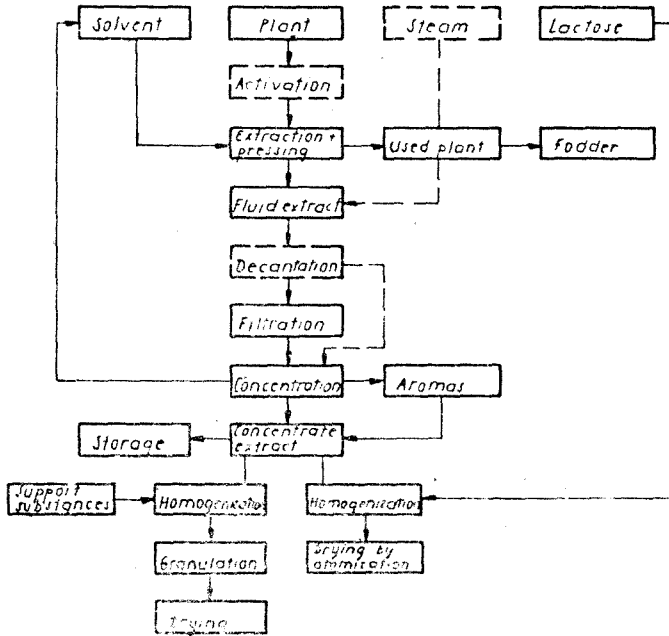 Solvent
Plant
Steam
Lactose
Activation
Extraction +
pressing
Used plant
Fodder
Fluid extract
Decantation
Filtration
Concentration
Aromas
Concentrate
extract
Storage
Support
substances
Homogenization
Homogenization
Granulation
Drying by
Drying